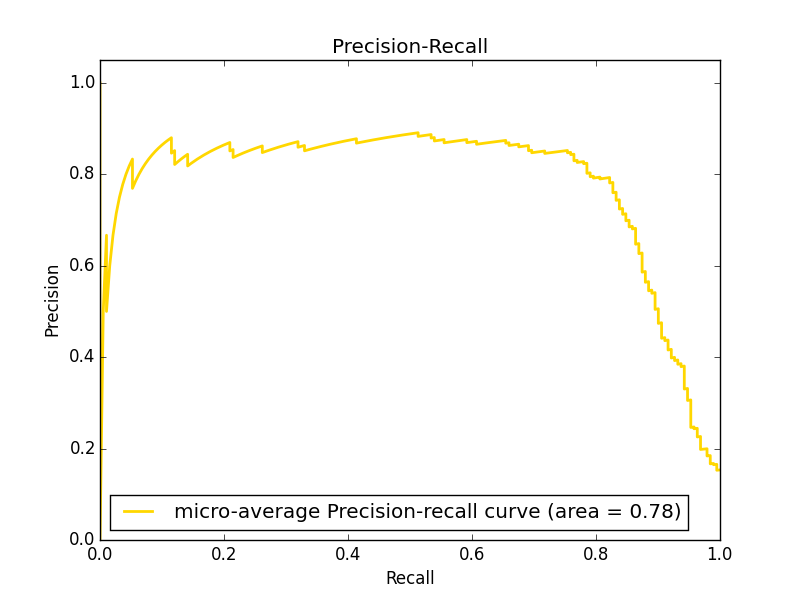 Precision-Recall
1.0
0.8
0.6
0.4
0.2
0.0
Precision
micro-average Precision-recall curve (area = 0.78)
0.0 0.2 0.4 0.6 0.8 1.0
Recall